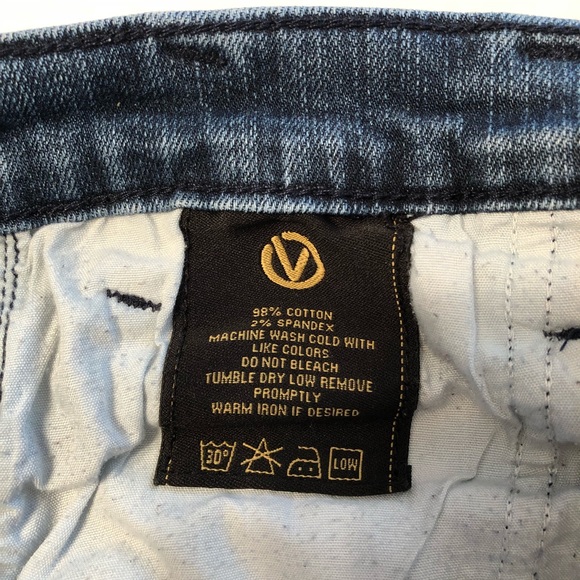 V
98% COTTON
2% SPANDEX
MACHINE WASH COLD WITH
LIKE COLORS
DO NOT BLEACH
TUMBLE DRY LOW REMOVE
PROMPTLY
WARM IRON IF DESIRED
30° LOW